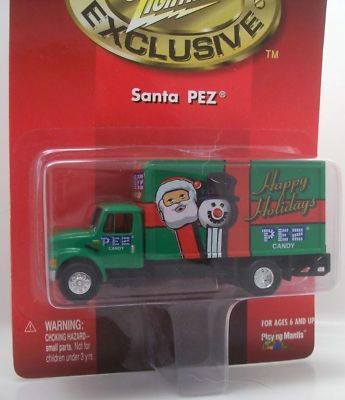 EXCLUSIVE
TM
Santa PEZ®
Happy
Holidays
PEZ
CANDY
PEZ
CANDY
WARNING:
CHOKING HAZARD-
small parts. Not for
children under 3 yrs.
FOR AGES 6 AND UP
Playing Mantis